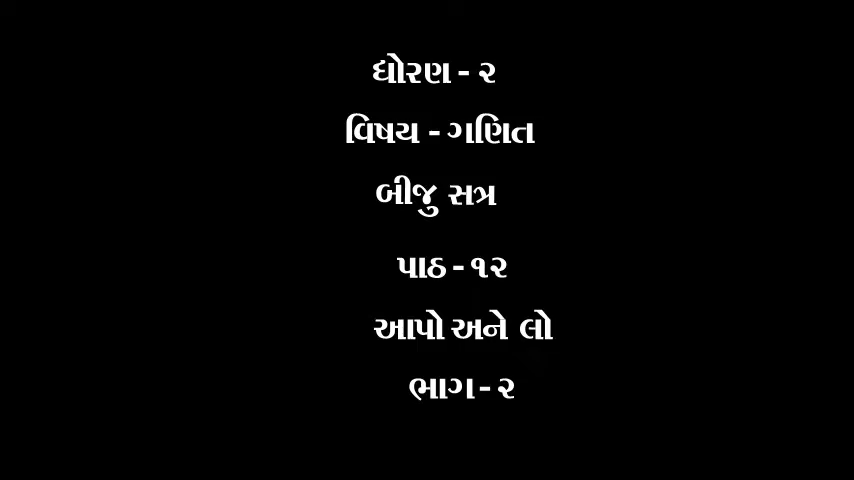 ધોરણ - ૨
વિષય - ગણિત
બીજુ સત્ર
પાઠ - ૧૨
આપો અને લો
ભાગ - ૨